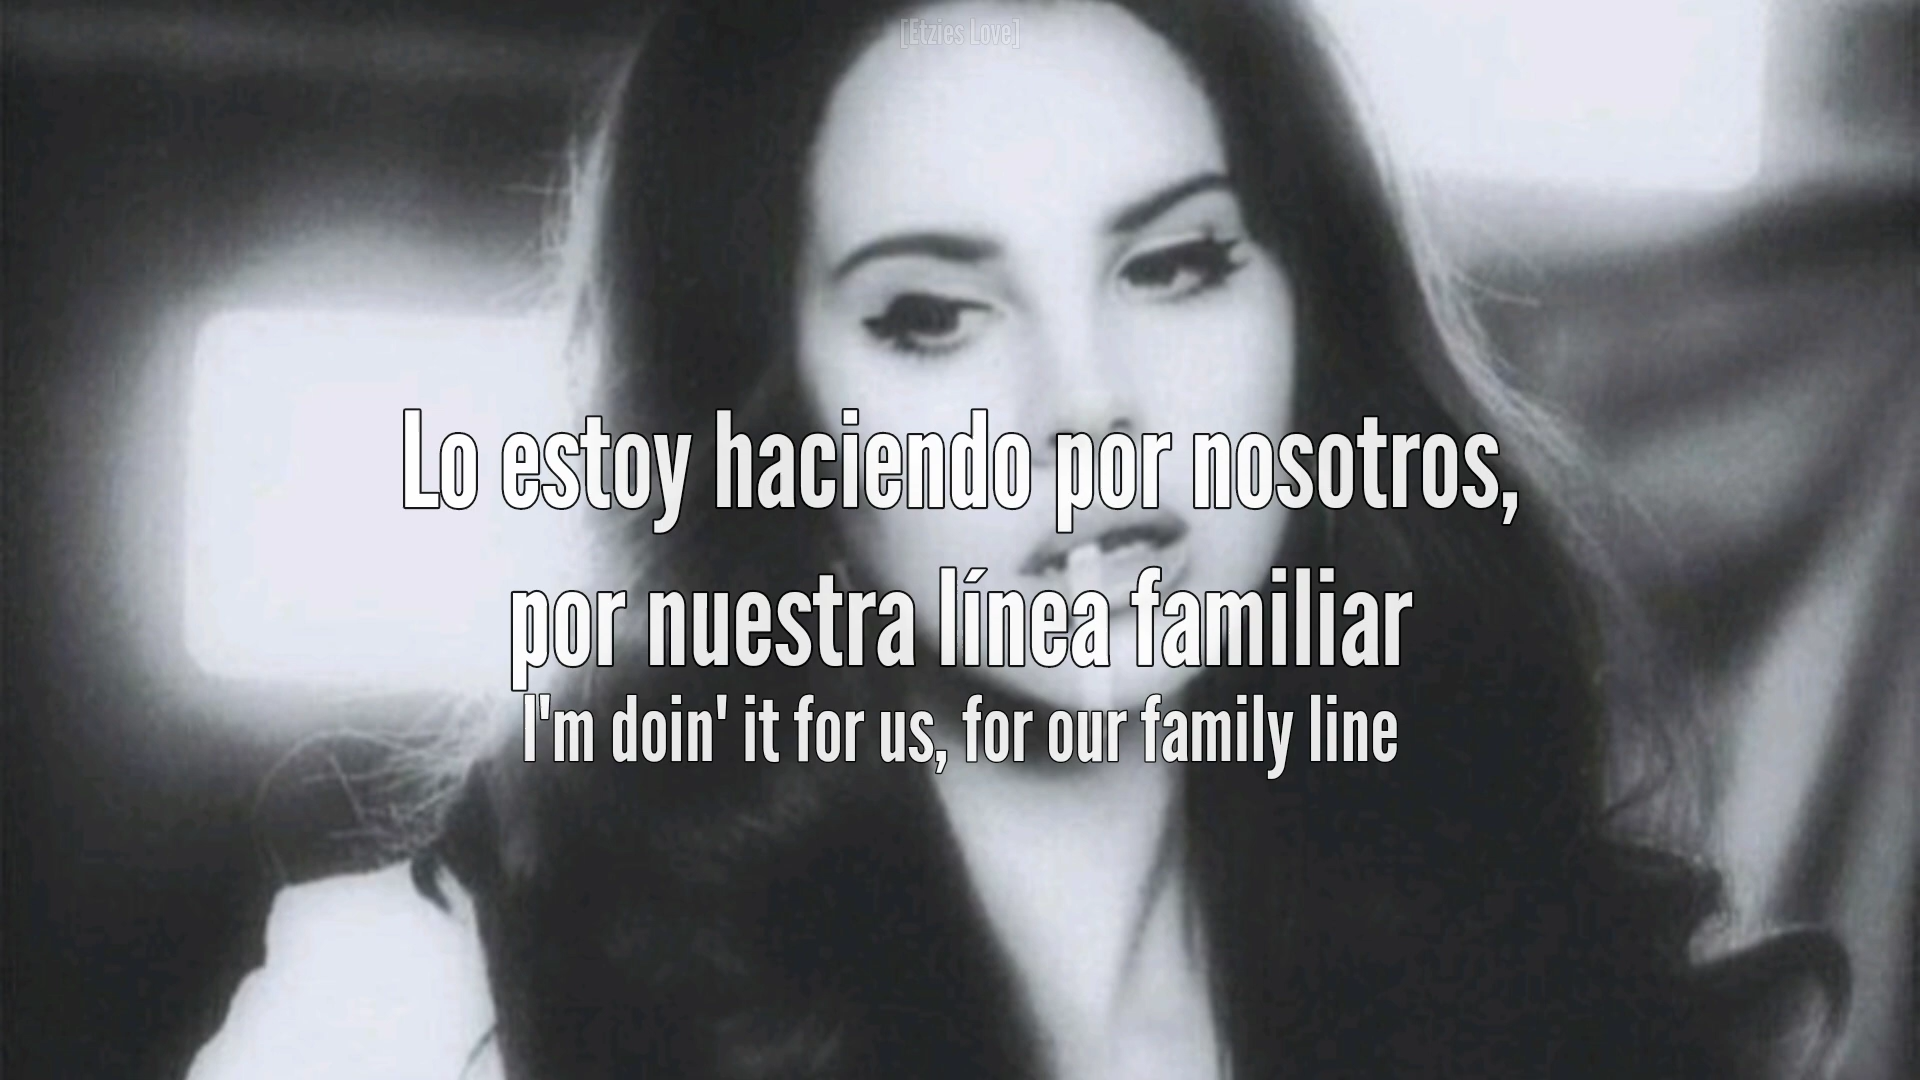 [Etzies Love]
Lo estoy haciendo por nosotros,
por nuestra línea familiar
I'm doin' it for us, for our family line